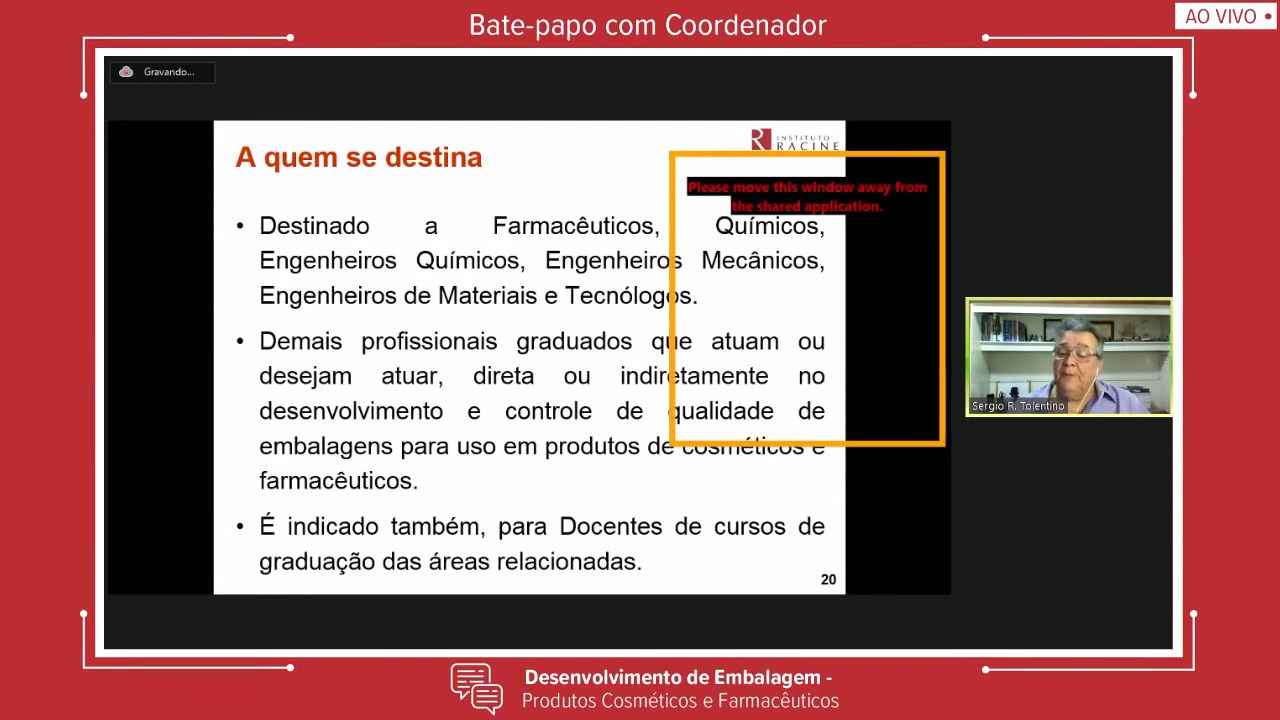 Bate-papo com Coordenador
AO VIVO
Gravando...
INSTITUTO
RACINE
A quem se destina
Please move this window away from
the shared application.
• Destinado a Farmacêuticos, Químicos,
Engenheiros Químicos, Engenheiros Mecânicos,
Engenheiros de Materiais e Tecnólogos.
• Demais profissionais graduados que atuam ou
desejam atuar, direta ou indiretamente no
desenvolvimento e controle de qualidade de
embalagens para uso em produtos de cosméticos e
farmacêuticos.
• É indicado também, para Docentes de cursos de
graduação das áreas relacionadas.
20
Sergio R. Tolentino
Desenvolvimento de Embalagem -
Produtos Cosméticos e Farmacêuticos